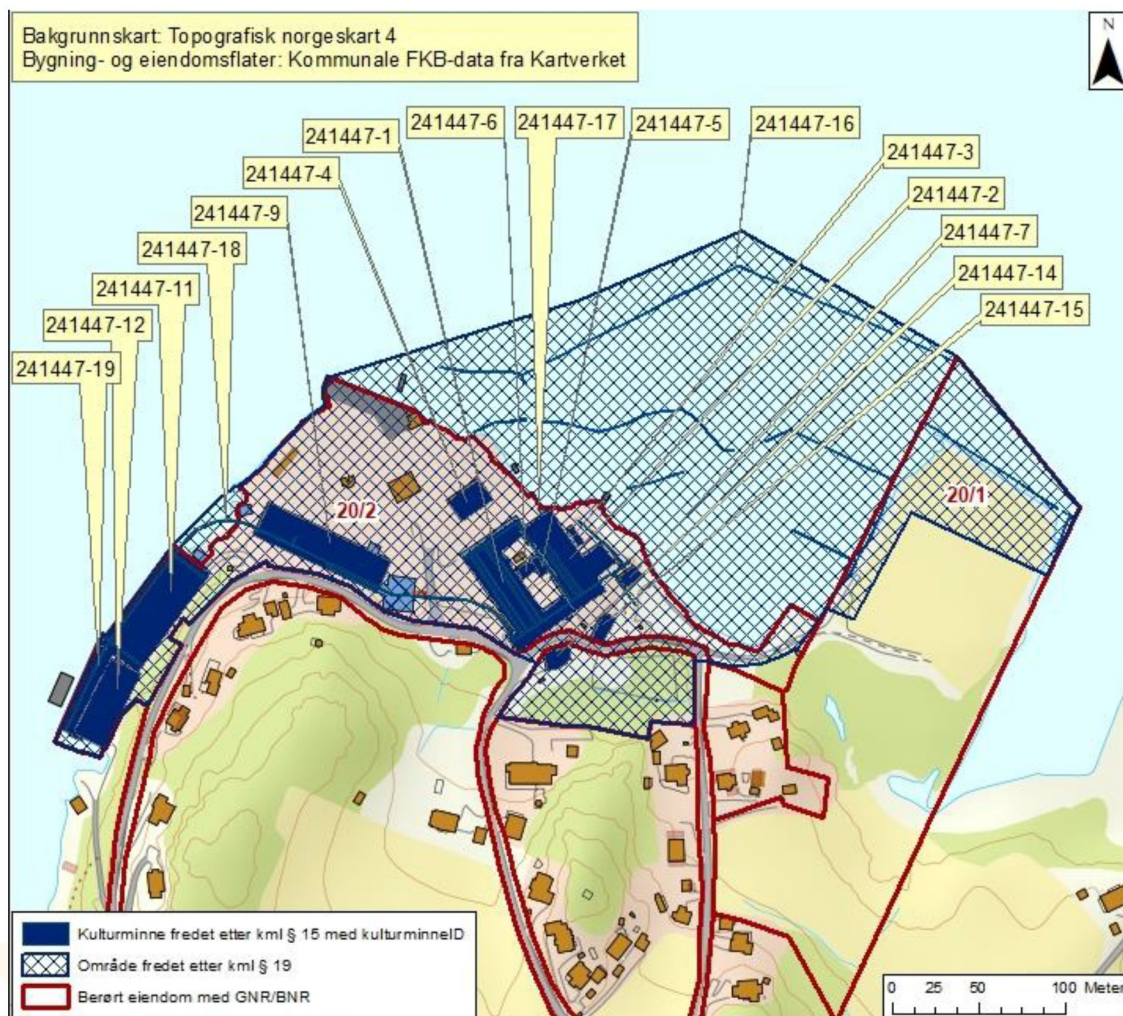 Bakgrunnskart: Topografisk norgeskart 4
Bygning- og eiendomsflater: Kommunale FKB-data fra Kartverket
N
241447-6
241447-17
241447-5
241447-16
241447-1
241447-3
241447-4
241447-2
241447-9
241447-7
241447-18
241447-14
241447-11
241447-15
241447-12
241447-19
20/1
20/2
Kulturminne fredet etter kml § 15 med kulturminneID
Område fredet etter kml § 19
Berørt eiendom med GNR/BNR
0 25 50 100 Meter